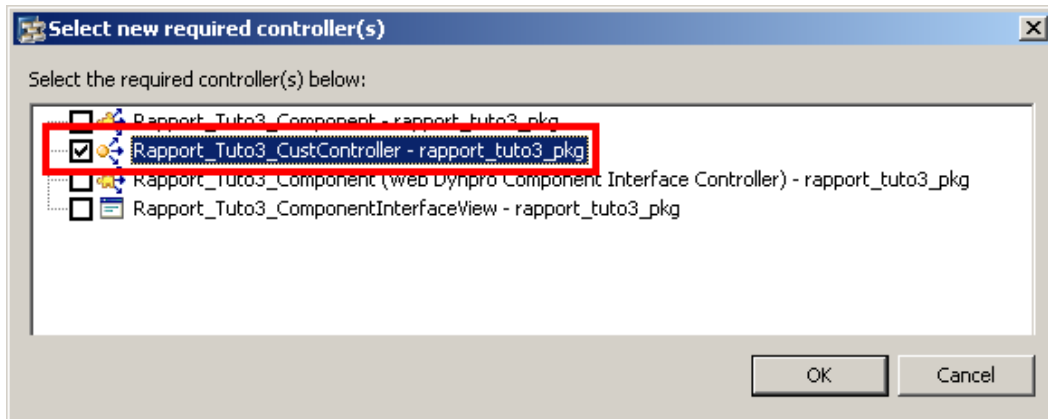 Select new required controller(s)
Select the required controller(s) below:
Rapport_Tuto3_Component - rapport_tuto3_pkg
Rapport_Tuto3_CustController - rapport_tuto3_pkg
Rapport_Tuto3_Component (Web Dynpro Component Interface Controller) - rapport_tuto3_pkg
Rapport_Tuto3_ComponentInterfaceView - rapport_tuto3_pkg
OK Cancel